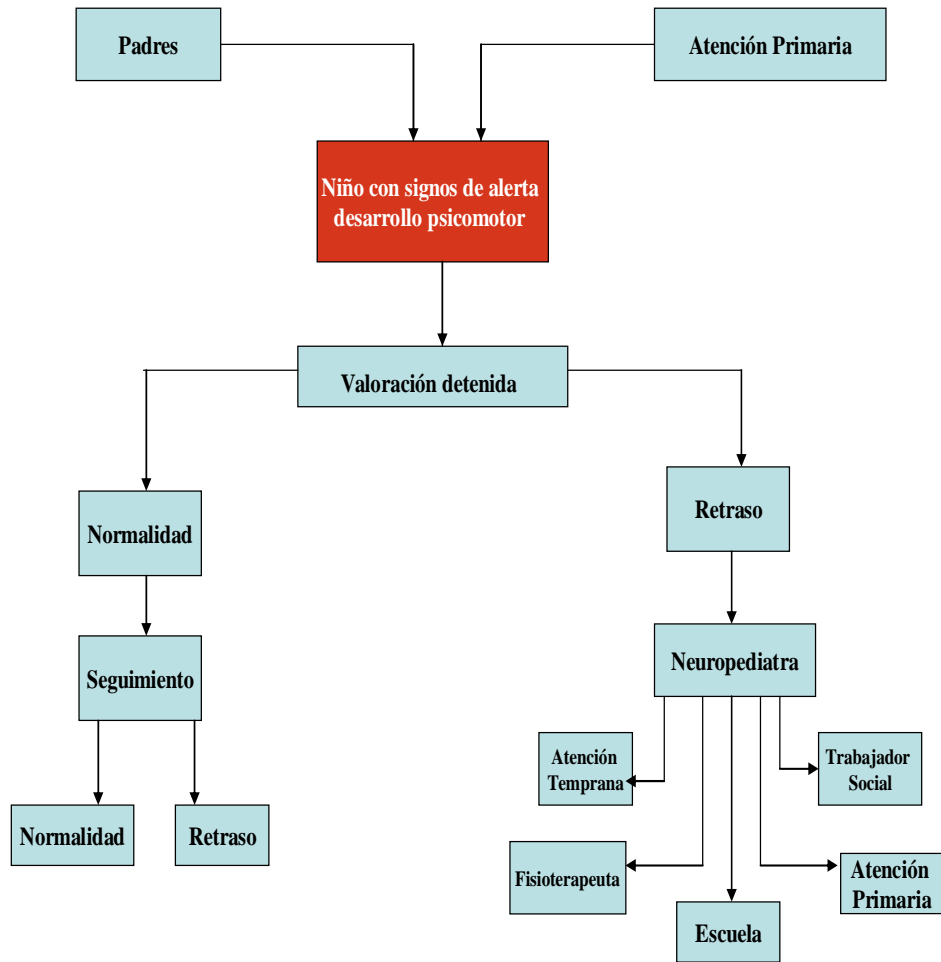 Padres
Atención Primaria
Niño con signos de alerta
desarrollo psicomotor
Valoración detenida
Normalidad
Retraso
Seguimiento
Neuropediatra
Normalidad
Retraso
Atención
Temprana
Trabajador
Social
Fisioterapeuta
Atención
Primaria
Escuela